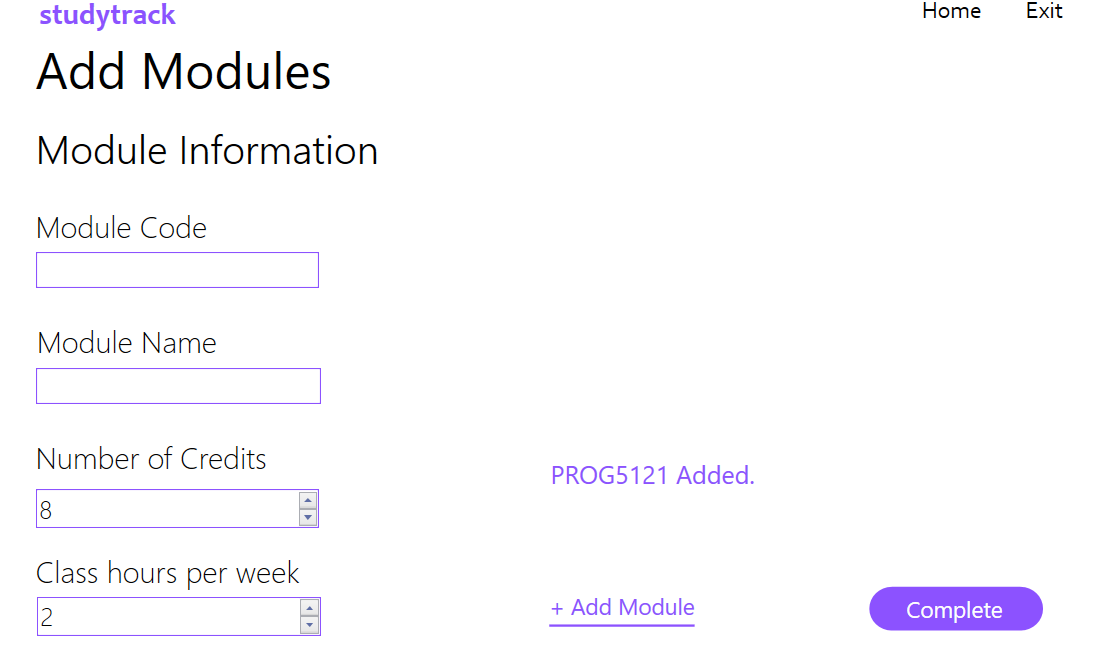 studytrack
Home Exit
Add Modules
Module Information
Module Code
Module Name
Number of Credits
8
PROG5121 Added.
Class hours per week
2
+ Add Module
Complete